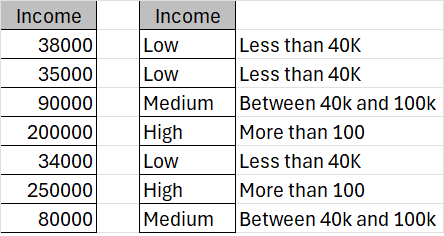 Income Income
38000 Low Less than 40K
35000 Low Less than 40K
90000 Medium Between 40k and 100k
200000 High More than 100
34000 Low Less than 40K
250000 High More than 100
80000 Medium Between 40k and 100k